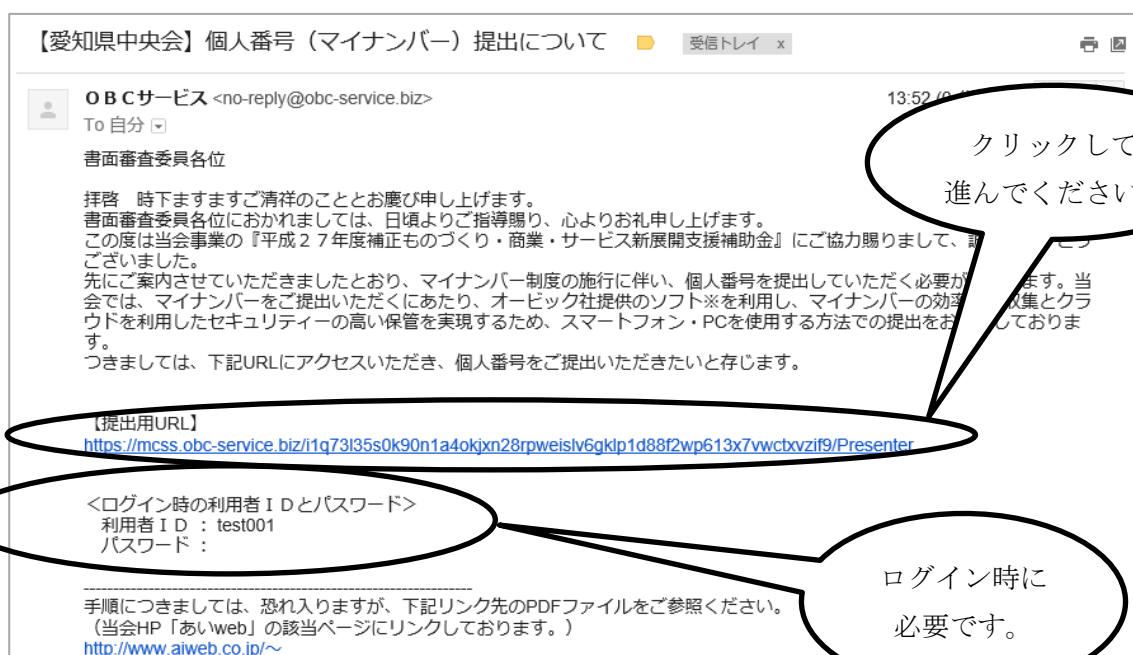 【愛知県中央会】個人番号（マイナンバー）提出について 受信トレイ x
ＯＢＣサービス <no-reply@obc-service.biz>
13:52
To 自分
クリックして
進んでください
書面審査委員各位
拝啓　時下ますますご清祥のこととお慶び申し上げます。
書面審査委員各位におかれましては、日頃よりご指導賜り、心よりお礼申し上げます。
この度は当会事業の『平成２７年度補正ものづくり・商業・サービス新展開支援補助金』にご協力賜りまして、
ございました。
先にご案内させていただきましたとおり、マイナンバー制度の施行に伴い、個人番号を提出していただく必要が ます。当
会では、マイナンバーをご提出いただくにあたり、オービック社提供のソフト※を利用し、マイナンバーの効率 収集とクラ
ウドを利用したセキュリティーの高い保管を実現するため、スマートフォン・PCを使用する方法での提出をお しておりま
す。
つきましては、下記URLにアクセスいただき、個人番号をご提出いただきたいと存じます。
【提出用URL】
https://mcss.obc-service.biz/i1q73l35s0k90n1a4okjxn28rpweislv6gklp1d88f2wp613x7vwctxvzif9/Presenter
＜ログイン時の利用者ＩＤとパスワード＞
利用者ＩＤ ： test001
パスワード ：
ログイン時に
必要です。
手順につきましては、恐れ入りますが、下記リンク先のPDFファイルをご参照ください。
（当会HP「あいweb」の該当ページにリンクしております。）
http://www.aiweb.co.jp/～